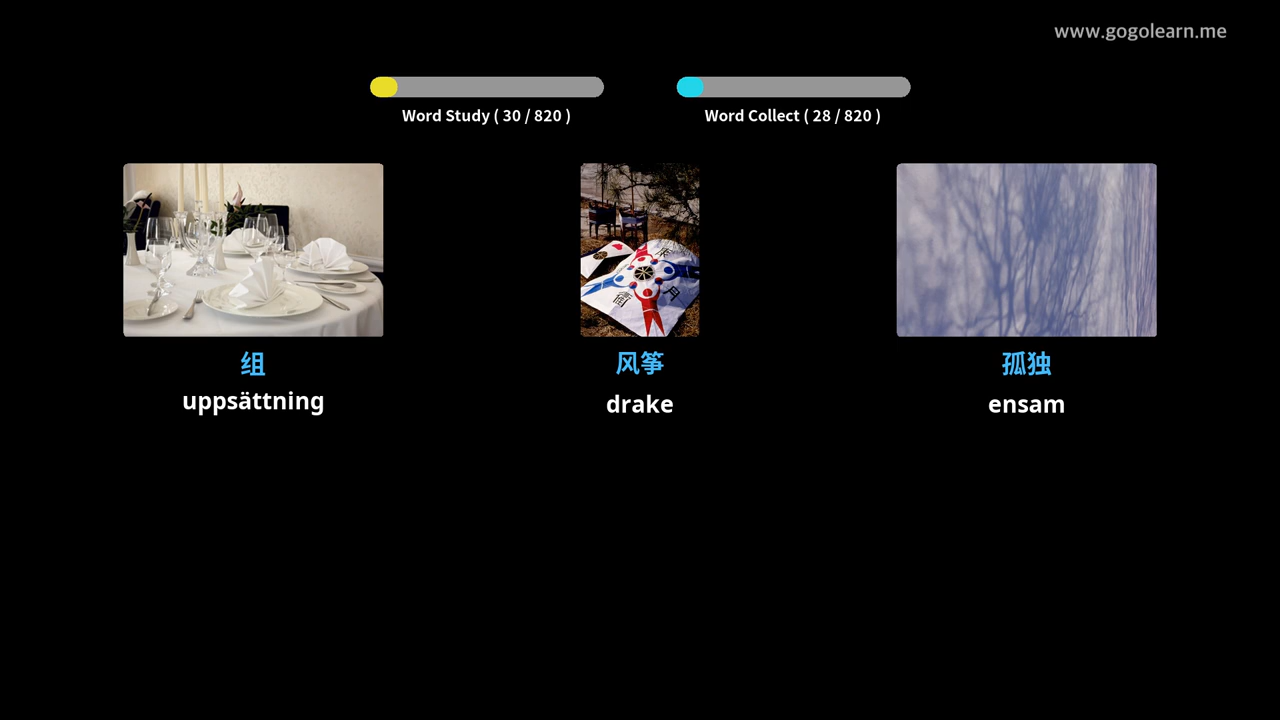 www.gogolearn.me
Word Study ( 30 / 820 )
Word Collect ( 28 / 820 )
组
uppsättning
风筝
drake
孤独
ensam